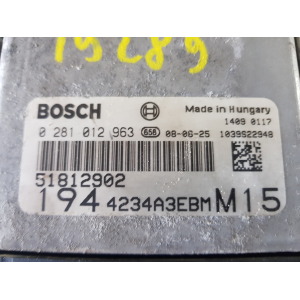 19289
BOSCH
Made in Hungary
1409 0117
0 281 012 963 656 08-06-25 1039S22948
51812902
194 4234A3EBM M15